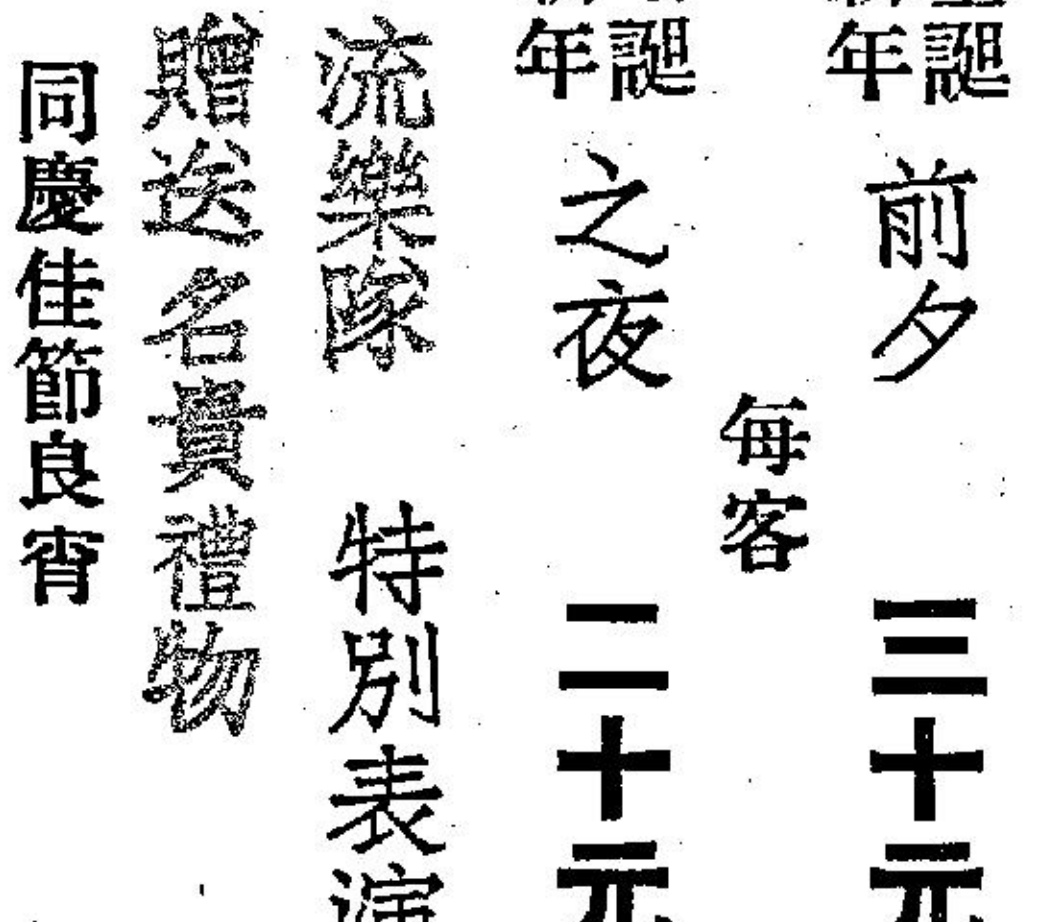 誕年前夕
三十元
每客
誕年之夜
二十元
流樂隊 特別表演
贈送名貴禮物
同慶佳節良宵